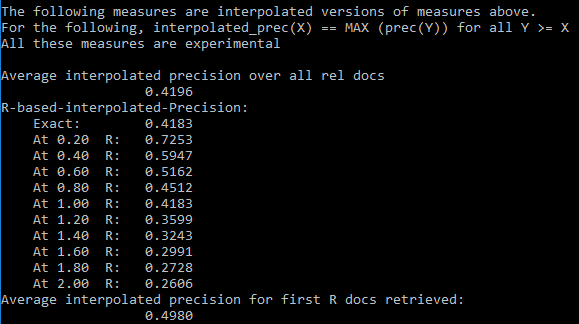 The following measures are interpolated versions of measures above.
For the following, interpolated_prec(X) == MAX (prec(Y)) for all Y >= X
All these measures are experimental
Average interpolated precision over all rel docs
0.4196
R-based-interpolated-Precision:
Exact: 0.4183
At 0.20 R: 0.7253
At 0.40 R: 0.5947
At 0.60 R: 0.5162
At 0.80 R: 0.4512
At 1.00 R: 0.4183
At 1.20 R: 0.3599
At 1.40 R: 0.3243
At 1.60 R: 0.2991
At 1.80 R: 0.2728
At 2.00 R: 0.2606
Average interpolated precision for first R docs retrieved:
0.4980